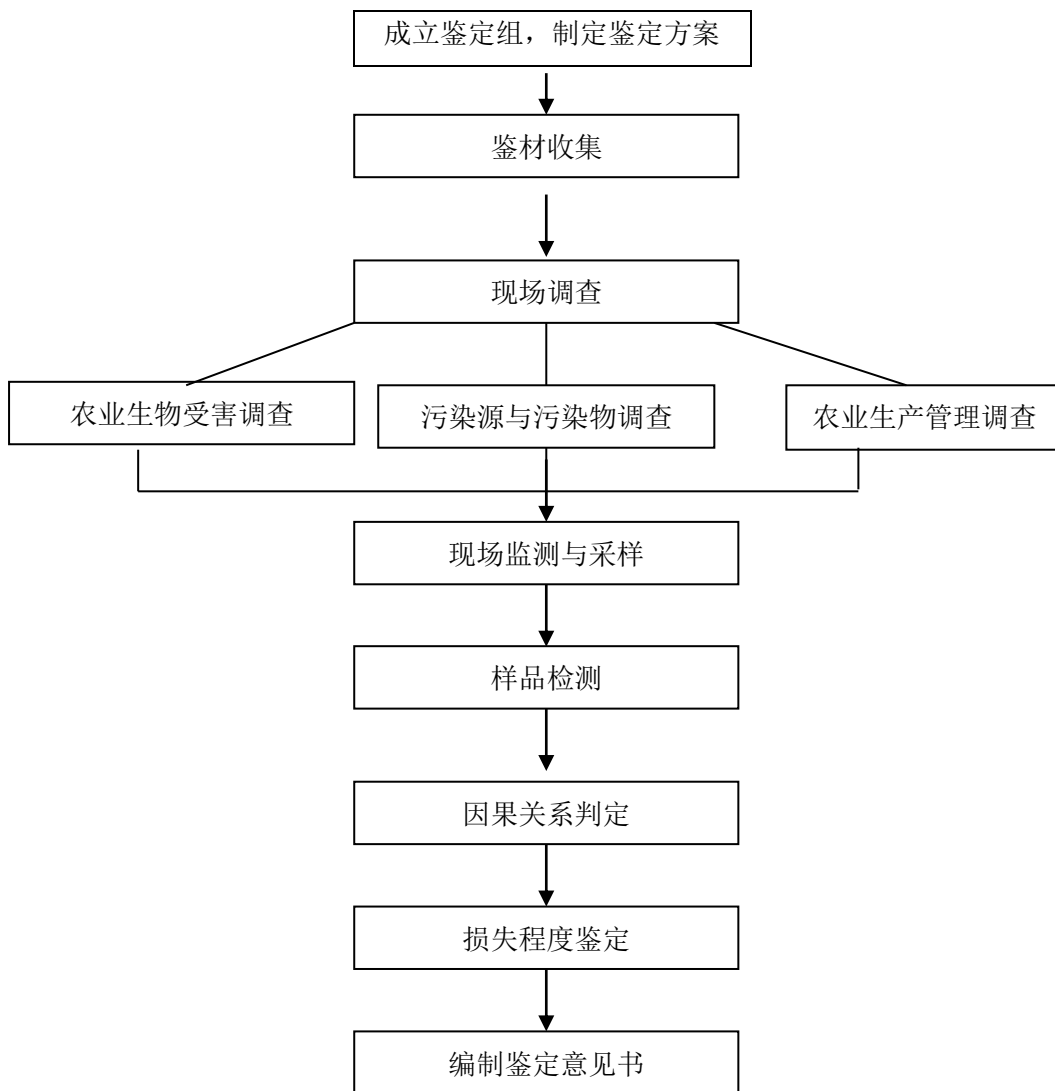 成立鉴定组，制定鉴定方案
鉴材收集
现场调查
农业生物受害调查
污染源与污染物调查
农业生产管理调查
现场监测与采样
样品检测
因果关系判定
损失程度鉴定
编制鉴定意见书